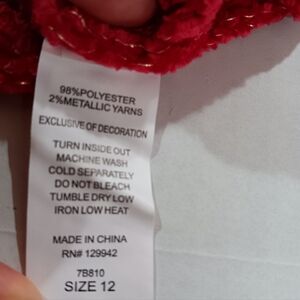 98%POLYESTER
2%METALLIC YARNS
EXCLUSIVE OF DECORATION
TURN INSIDE OUT
MACHINE WASH
COLD SEPARATELY
DO NOT BLEACH
TUMBLE DRY LOW
IRON LOW HEAT
MADE IN CHINA
RN# 129942
7B810
SIZE 12